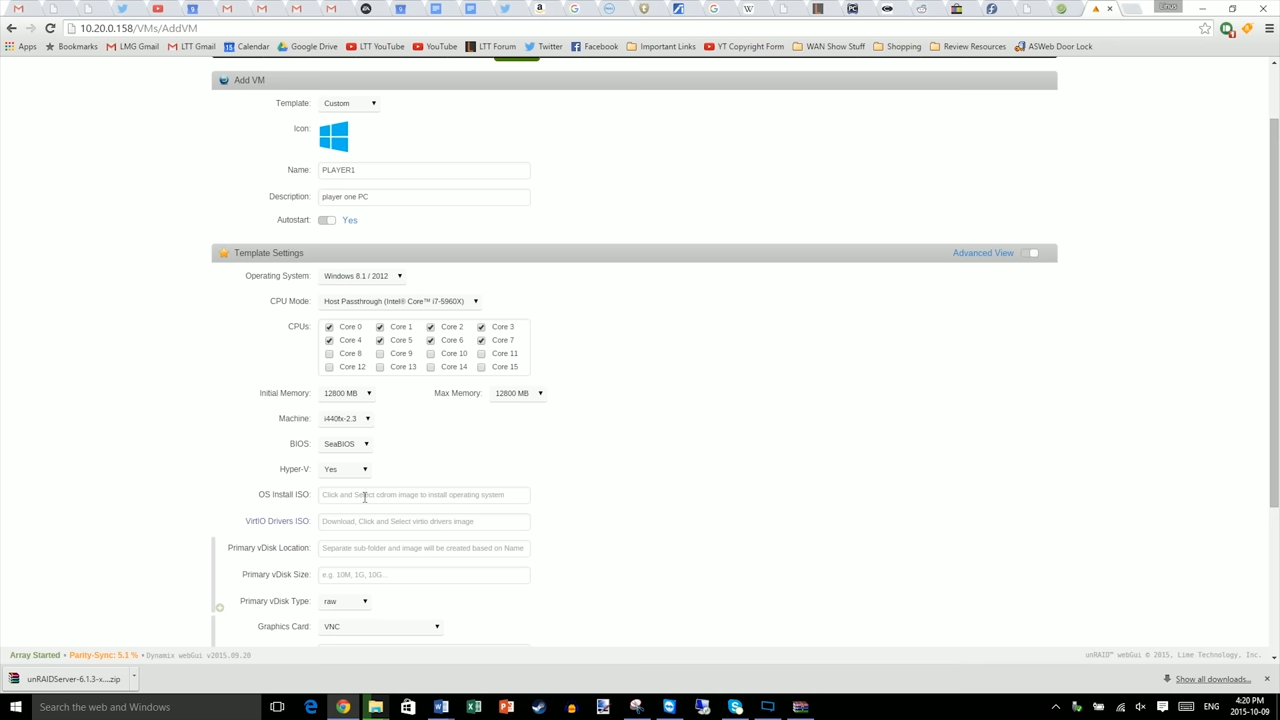 Linus
10.20.0.158/VMs/AddVM
Apps Bookmarks LMG Gmail LTT Gmail Calendar Google Drive LTT YouTube YouTube LTT Forum Twitter Facebook Important Links YT Copyright Form WAN Show Stuff Shopping Review Resources ASWeb Door Lock
Add VM
Template: Custom
Icon:
Name: PLAYER1
Description: player one PC
Autostart: Yes
Template Settings Advanced View
Operating System: Windows 8.1 / 2012
CPU Mode: Host Passthrough (Intel® Core™ i7-5960X)
CPUs: Core 0 Core 1 Core 2 Core 3
Core 4 Core 5 Core 6 Core 7
Core 8 Core 9 Core 10 Core 11
Core 12 Core 13 Core 14 Core 15
Initial Memory: 12800 MB Max Memory: 12800 MB
Machine: i440fx-2.3
BIOS: SeaBIOS
Hyper-V: Yes
OS Install ISO: Click and Select cdrom image to install operating system
VirtIO Drivers ISO: Download, Click and Select virtio drivers image
Primary vDisk Location: Separate sub-folder and image will be created based on Name
Primary vDisk Size: e.g. 10M, 1G, 10G...
Primary vDisk Type: raw
Graphics Card: VNC
Array Started • Parity-Sync: 5.1 % • Dynamix webGui v2015.09.20 unRAID™ webGui © 2015, Lime Technology, Inc.
unRAIDServer-6.1.3-x....zip Show all downloads...
Search the web and Windows
ENG
4:20 PM
2015-10-09